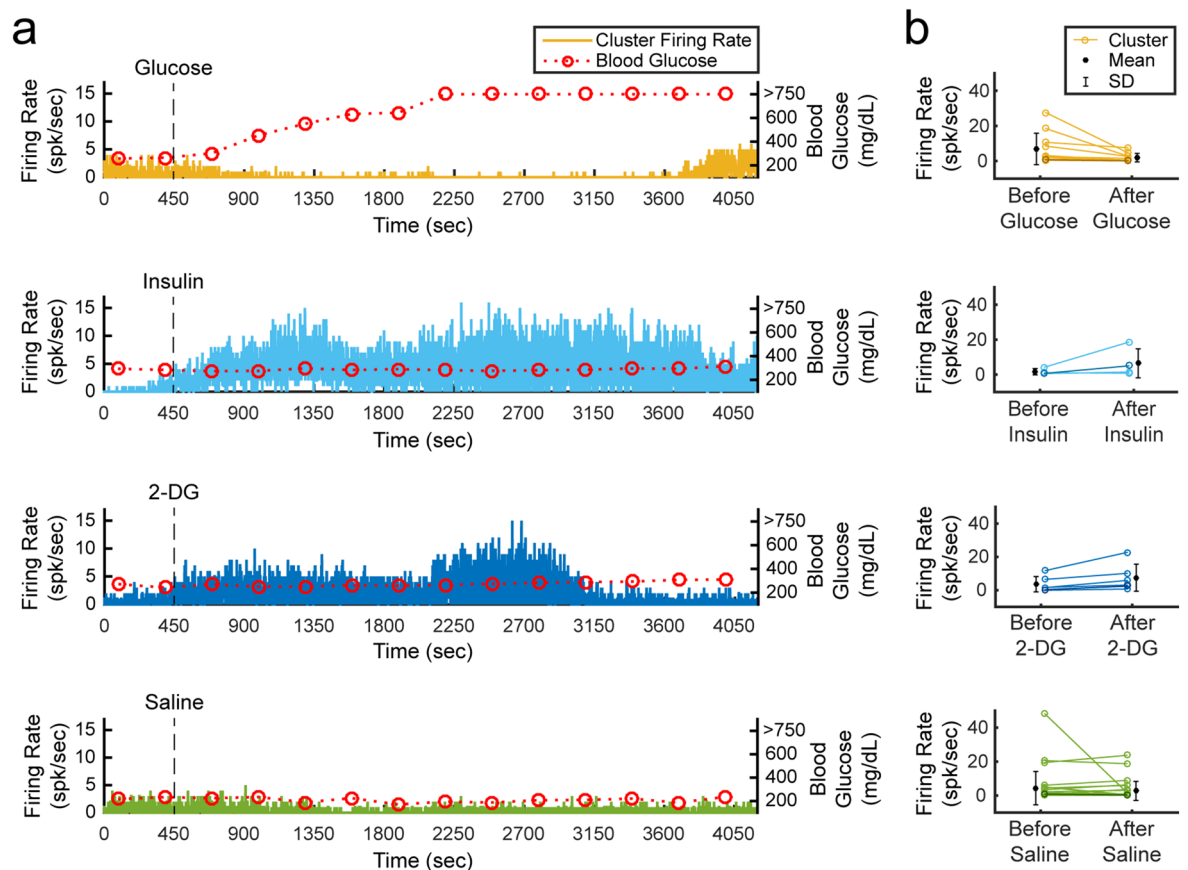 a
b
Cluster Firing Rate
Blood Glucose
Cluster
Mean
SD
Glucose
Firing Rate
(spk/sec)
15
10
5
0
>750
600
400
200
Blood
Glucose
(mg/dL)
0 450 900 1350 1800 2250 2700 3150 3600 4050
Time (sec)
Firing Rate
(spk/sec)
40
20
0
Before
Glucose
After
Glucose
Insulin
Firing Rate
(spk/sec)
15
10
5
0
>750
600
400
200
Blood
Glucose
(mg/dL)
0 450 900 1350 1800 2250 2700 3150 3600 4050
Time (sec)
Firing Rate
(spk/sec)
40
20
0
Before
Insulin
After
Insulin
2-DG
Firing Rate
(spk/sec)
15
10
5
0
>750
600
400
200
Blood
Glucose
(mg/dL)
0 450 900 1350 1800 2250 2700 3150 3600 4050
Time (sec)
Firing Rate
(spk/sec)
40
20
0
Before
2-DG
After
2-DG
Saline
Firing Rate
(spk/sec)
15
10
5
0
>750
600
400
200
Blood
Glucose
(mg/dL)
0 450 900 1350 1800 2250 2700 3150 3600 4050
Time (sec)
Firing Rate
(spk/sec)
40
20
0
Before
Saline
After
Saline